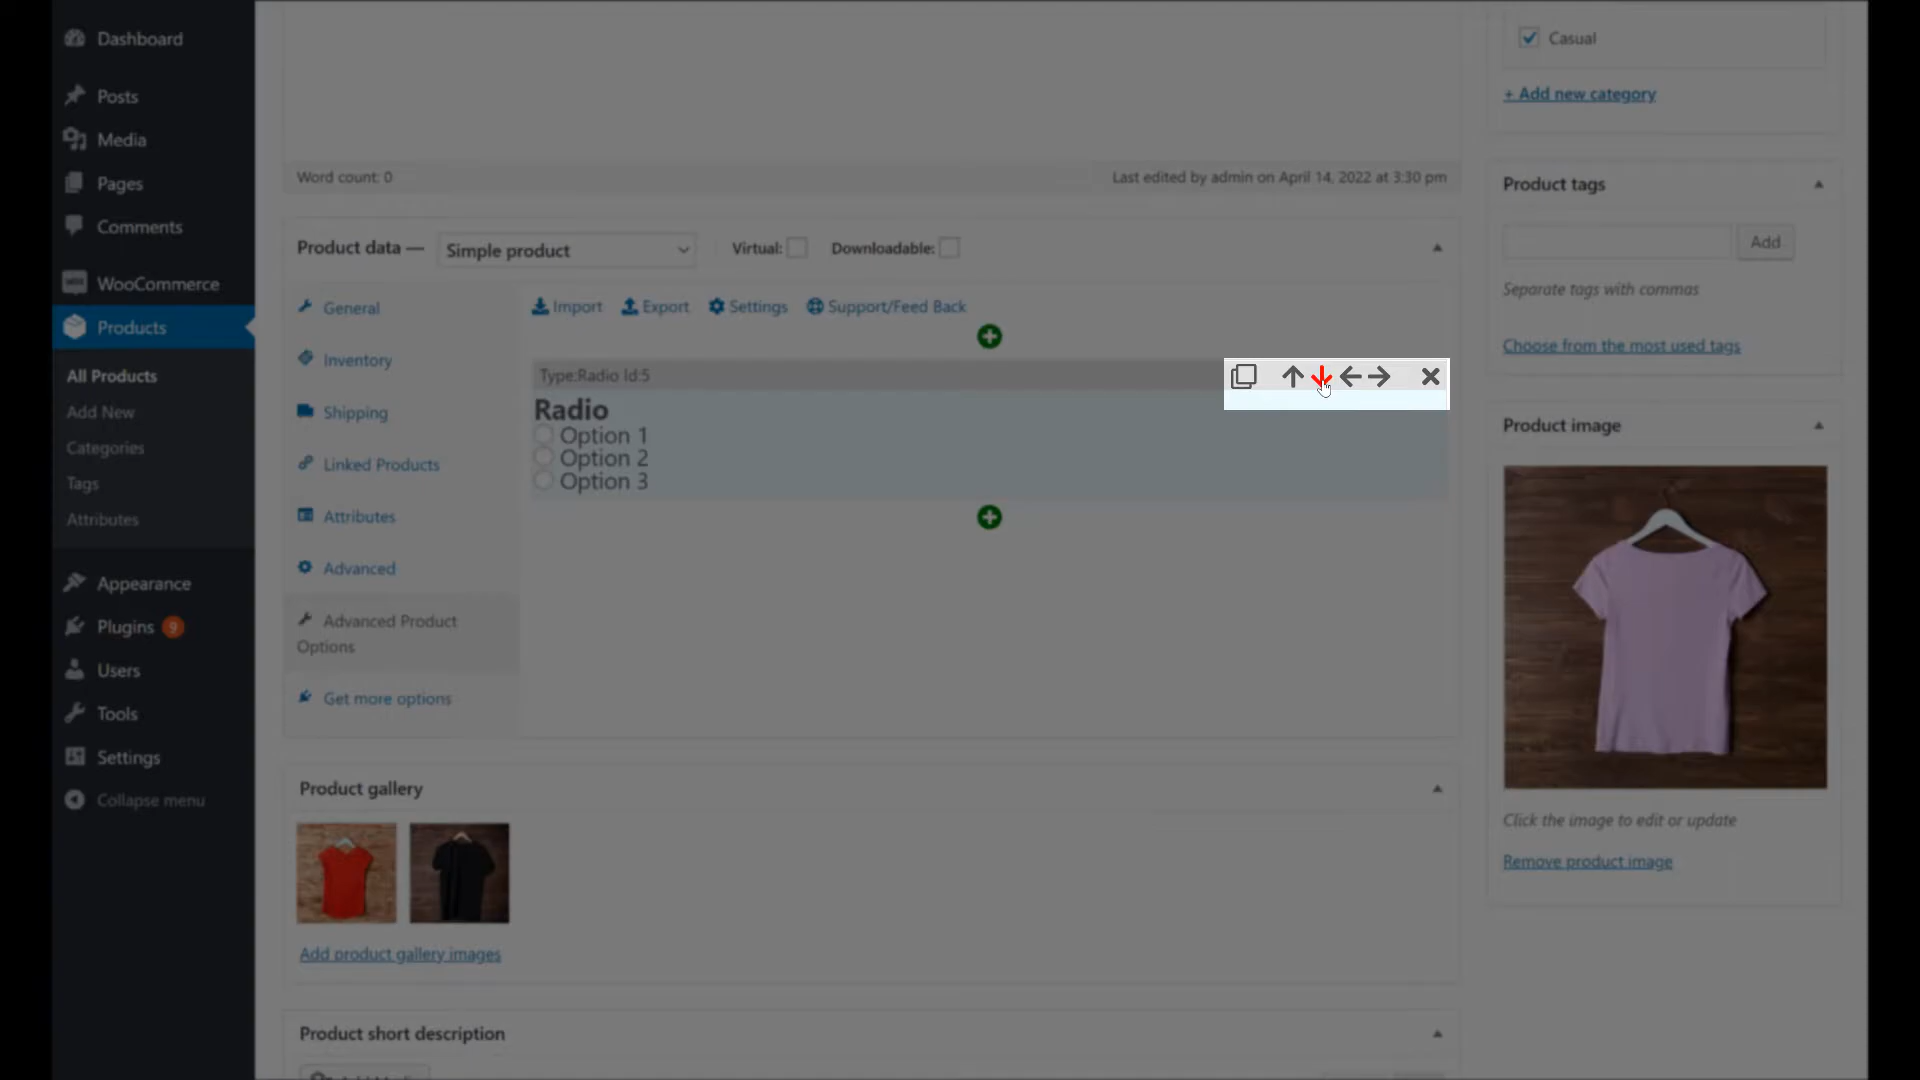 Dashboard
Posts
Media
Pages
Comments
WooCommerce
Products
All Products
Add New
Categories
Tags
Attributes
Appearance
Plugins 9
Users
Tools
Settings
Collapse menu
Word count: 0
Last edited by admin on April 14, 2022 at 3:30 pm
Product data — Simple product Virtual: Downloadable:
General
Inventory
Shipping
Linked Products
Attributes
Advanced
Advanced Product
Options
Get more options
Import Export Settings Support/Feed Back
Type:Radio Id:5
Radio
Option 1
Option 2
Option 3
Product gallery
Add product gallery images
Product short description
Casual
+ Add new category
Product tags
Add
Separate tags with commas
Choose from the most used tags
Product image
Click the image to edit or update
Remove product image